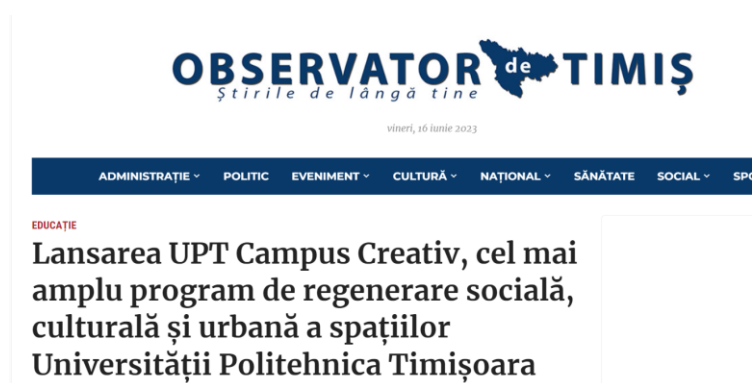 OBSERVATOR de TIMIȘ
Știrile de lângă tine
vineri, 16 iunie 2023
ADMINISTRAȚIE POLITIC EVENIMENT CULTURĂ NAȚIONAL SĂNĂTATE SOCIAL
EDUCAȚIE
Lansarea UPT Campus Creativ, cel mai
amplu program de regenerare socială,
culturală și urbană a spațiilor
Universității Politehnica Timișoara